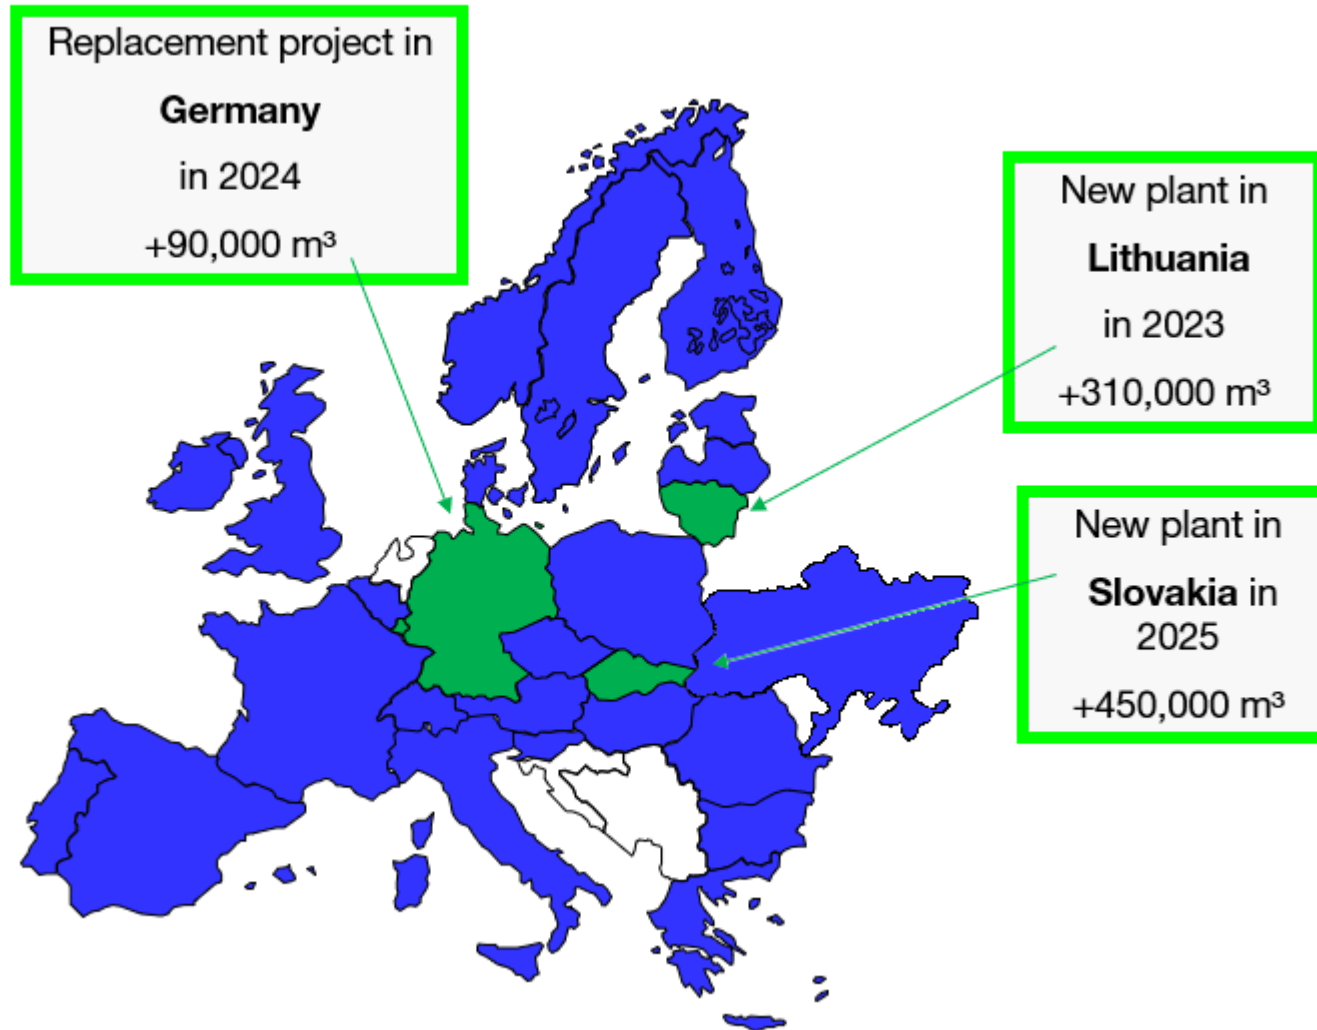 Replacement project in
Germany
in 2024
+90,000 m³
New plant in
Lithuania
in 2023
+310,000 m³
New plant in
Slovakia in
2025
+450,000 m³